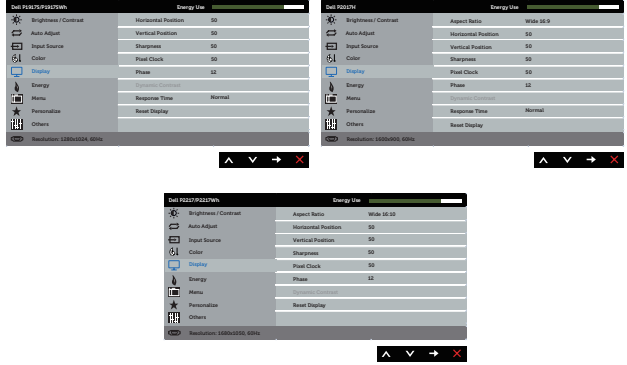 Dell P1917S/P1917SWh Energy Use
Brightness / Contrast Horizontal Position 50
Auto Adjust Vertical Position 50
Input Source Sharpness 50
Color Pixel Clock 50
Display Phase 12
Energy Dynamic Contrast
Menu Response Time Normal
Personalize Reset Display
Others
Resolution: 1280x1024, 60Hz
Dell P2017H Energy Use
Brightness / Contrast Aspect Ratio Wide 16:9
Auto Adjust Horizontal Position 50
Input Source Vertical Position 50
Color Sharpness 50
Display Pixel Clock 50
Energy Phase 12
Menu Dynamic Contrast
Personalize Response Time Normal
Others Reset Display
Resolution: 1600x900, 60Hz
Dell P2217/P2217Wh Energy Use
Brightness / Contrast Aspect Ratio Wide 16:10
Auto Adjust Horizontal Position 50
Input Source Vertical Position 50
Color Sharpness 50
Display Pixel Clock 50
Energy Phase 12
Menu Dynamic Contrast
Personalize Reset Display
Others
Resolution: 1680x1050, 60Hz